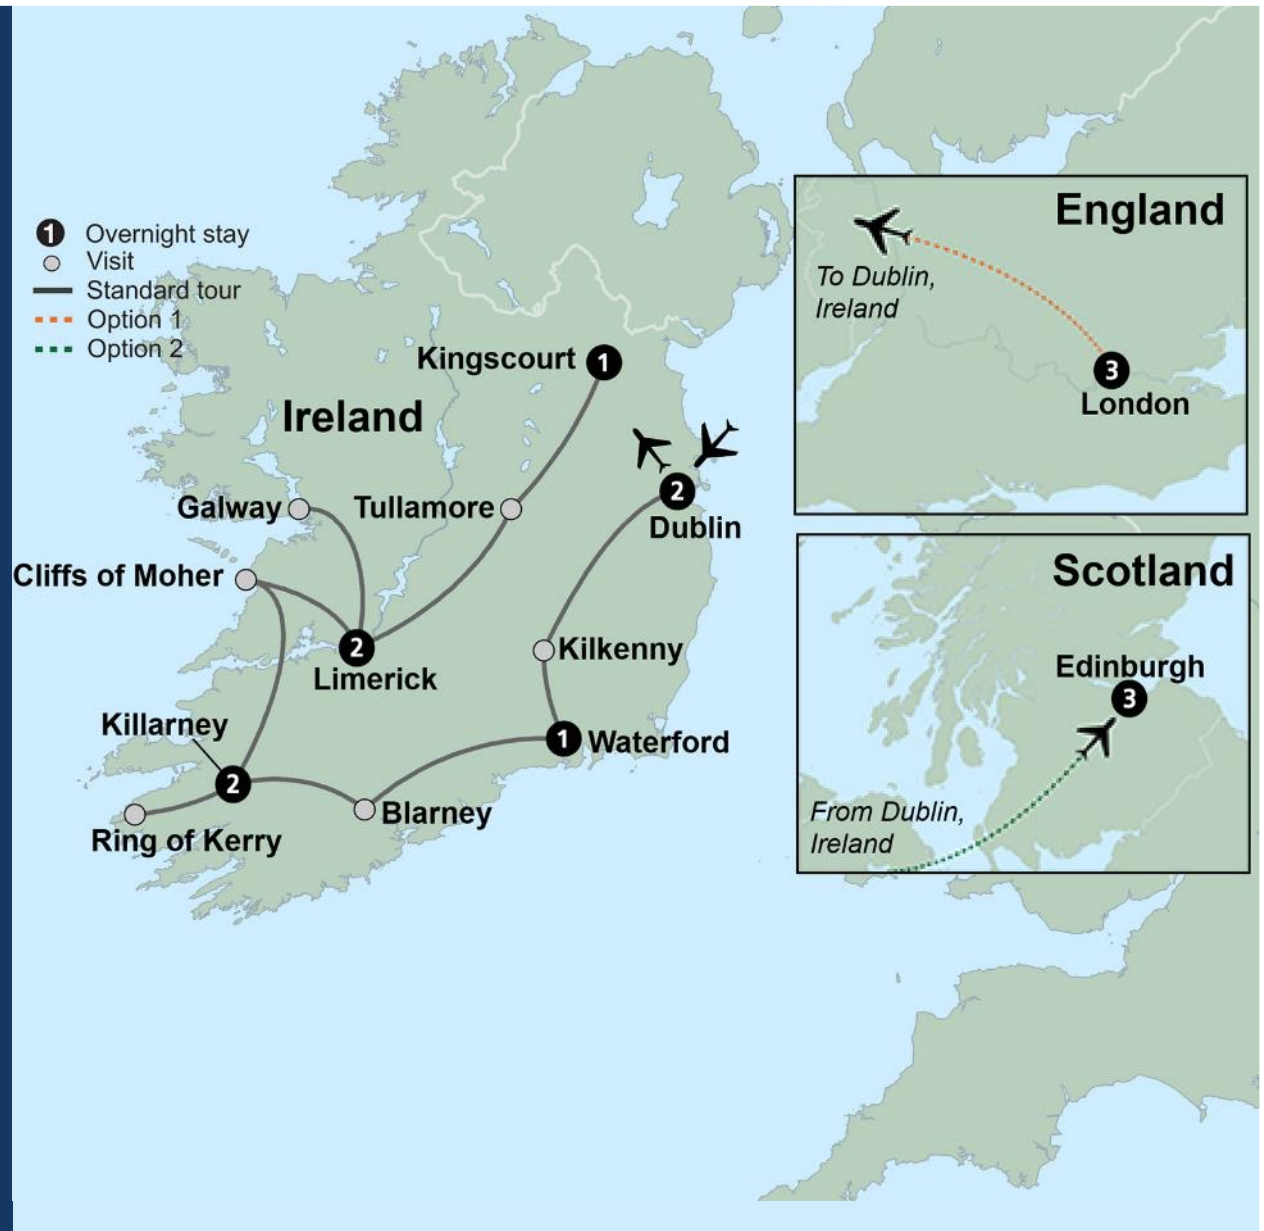 1 Overnight stay
Visit
Standard tour
Option 1
Option 2
Ireland
Kingscourt 1
Galway
Tullamore
2
Dublin
Cliffs of Moher
2
Limerick
Kilkenny
Killarney
2
1 Waterford
Ring of Kerry
Blarney
England
To Dublin,
Ireland
3
London
Scotland
Edinburgh
3
From Dublin,
Ireland